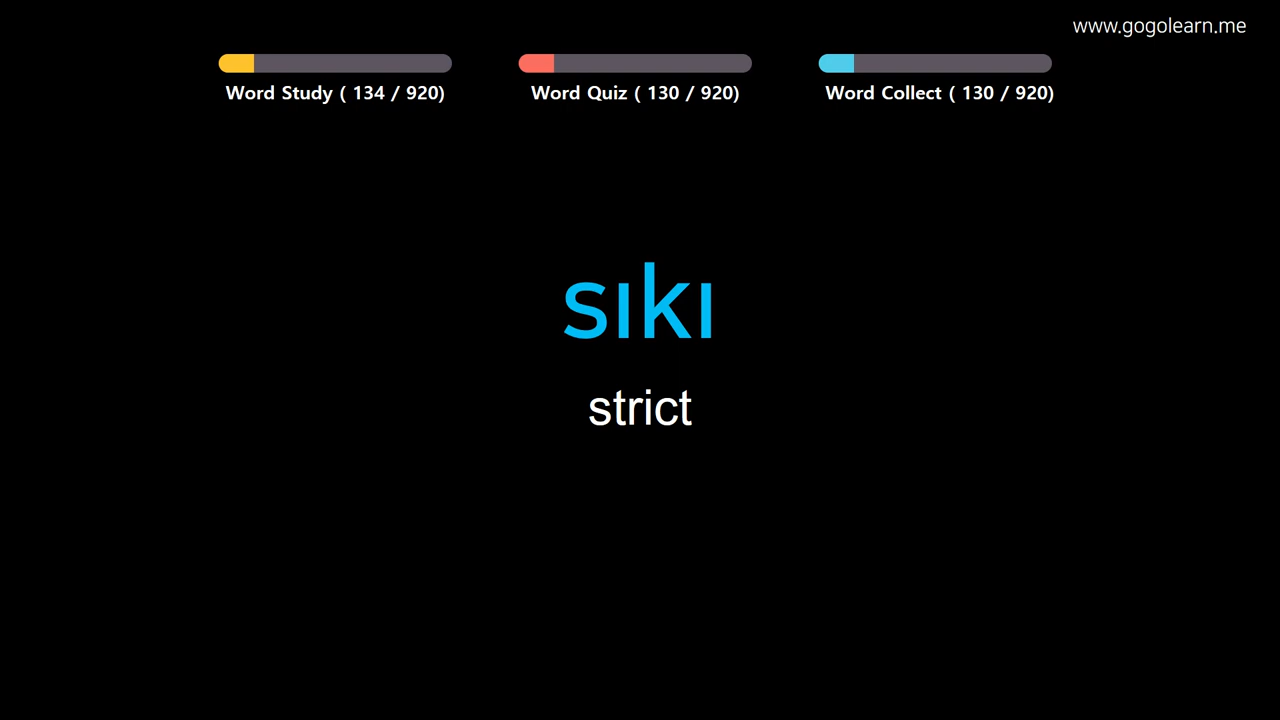 www.gogolearn.me
Word Study ( 134 / 920)
Word Quiz ( 130 / 920)
Word Collect ( 130 / 920)
sıkı
strict